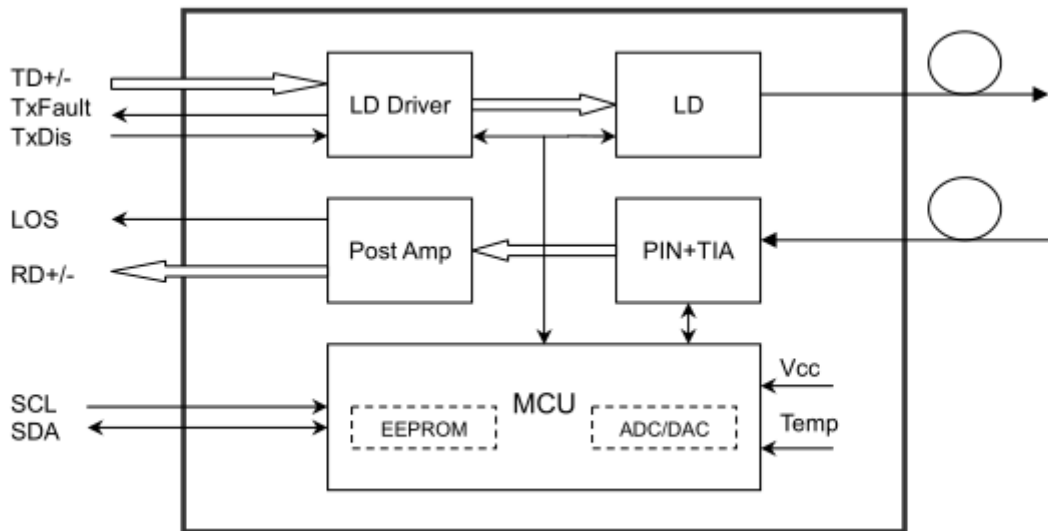 TD+/-
TxFault
TxDis
LD Driver
LD
LOS
RD+/-
Post Amp
PIN+TIA
SCL
SDA
MCU
EEPROM
ADC/DAC
Vcc
Temp